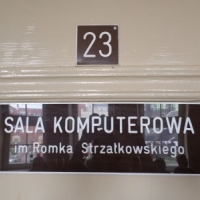 23
SALA KOMPUTEROWA
im Romka Strzałkowskiego